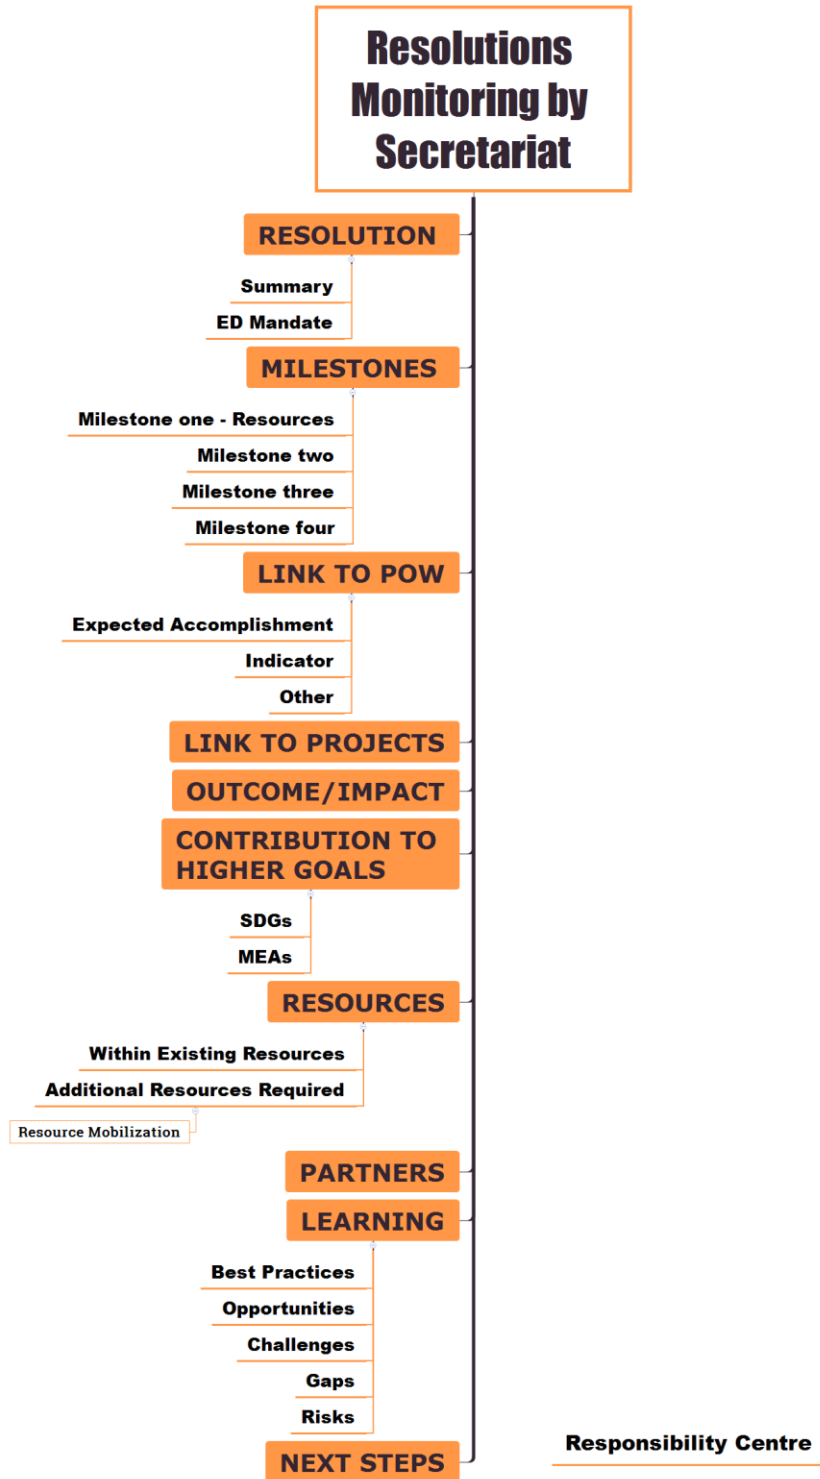 Resolutions
Monitoring by
Secretariat
RESOLUTION
Summary
ED Mandate
MILESTONES
Milestone one - Resources
Milestone two
Milestone three
Milestone four
LINK TO POW
Expected Accomplishment
Indicator
Other
LINK TO PROJECTS
OUTCOME/IMPACT
CONTRIBUTION TO
HIGHER GOALS
SDGs
MEAs
RESOURCES
Within Existing Resources
Additional Resources Required
Resource Mobilization
PARTNERS
LEARNING
Best Practices
Opportunities
Challenges
Gaps
Risks
NEXT STEPS
Responsibility Centre